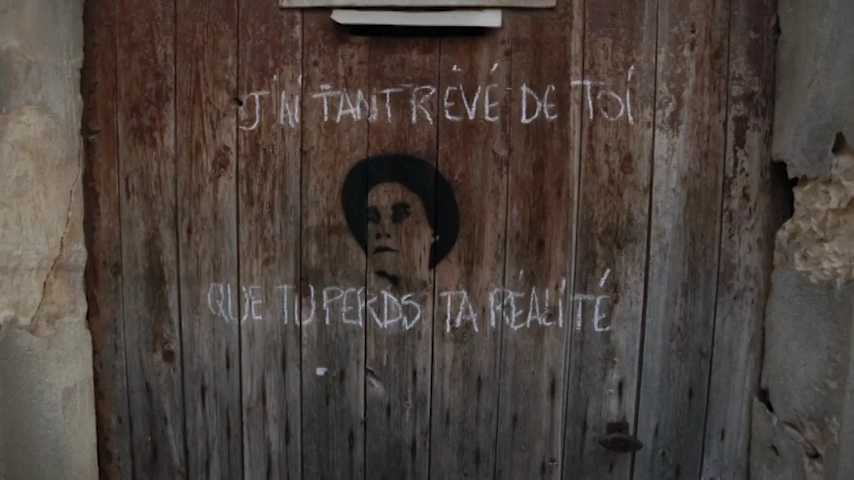 J'AI TANT RÊVÉ DE TOI
QUE TU PERDS TA RÉALITÉ